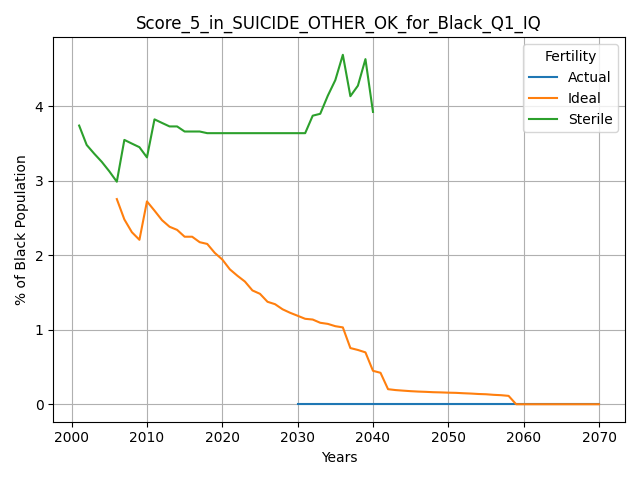 Score_5_in_SUICIDE_OTHER_OK_for_Black_Q1_IQ
Fertility
Actual
Ideal
Sterile
% of Black Population
4
3
2
1
0
2000 2010 2020 2030 2040 2050 2060 2070
Years